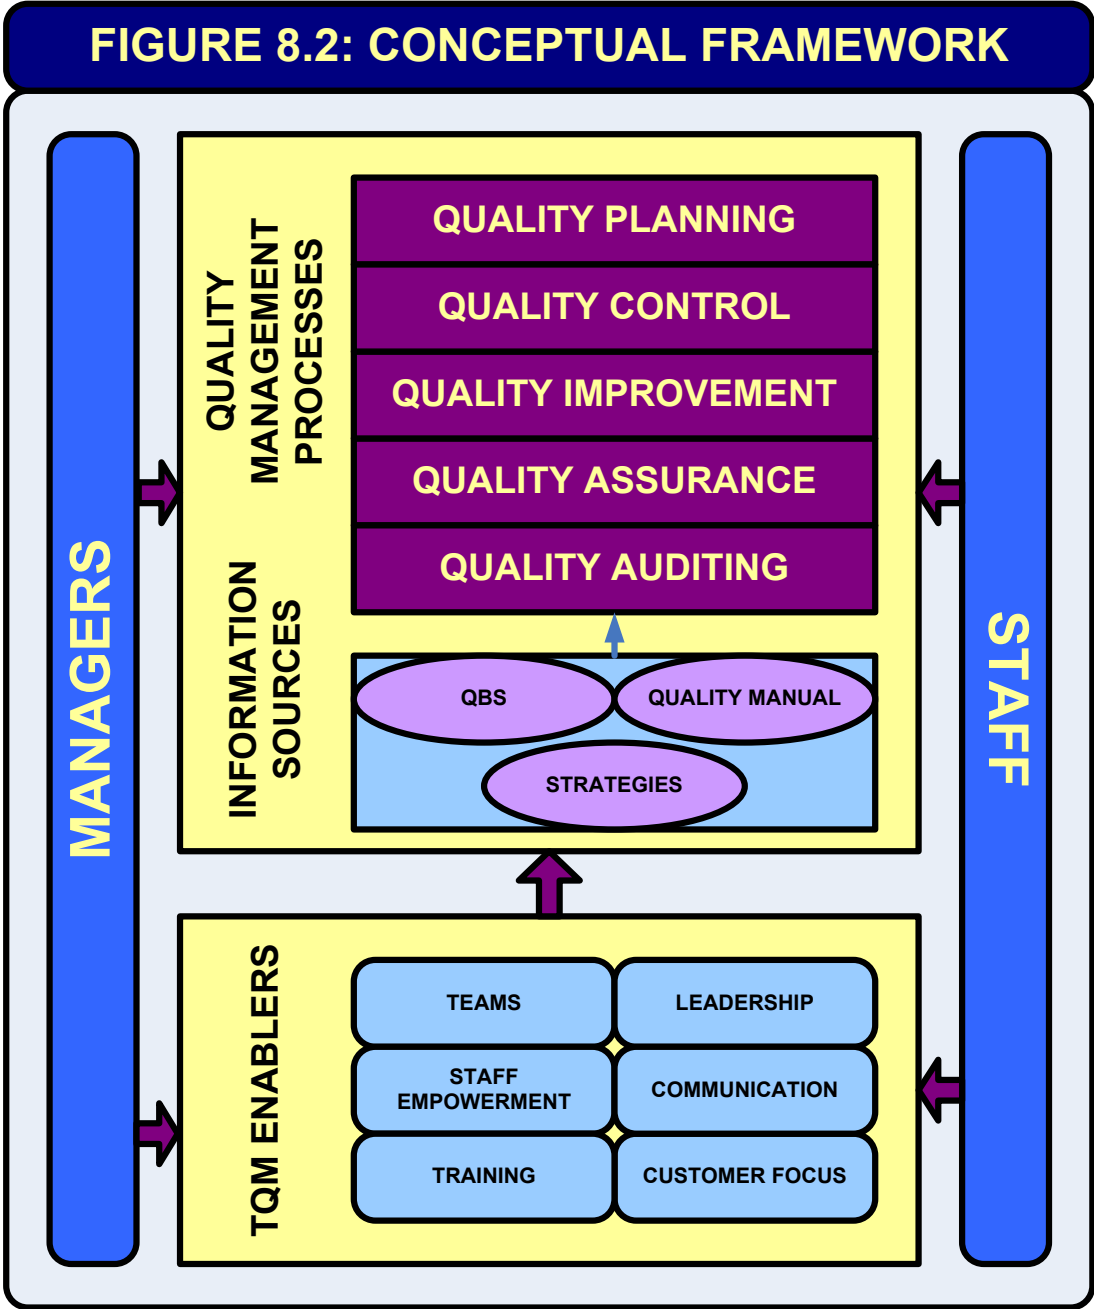 FIGURE 8.2: CONCEPTUAL FRAMEWORK
MANAGERS
QUALITY
MANAGEMENT
PROCESSES
QUALITY PLANNING
QUALITY CONTROL
QUALITY IMPROVEMENT
QUALITY ASSURANCE
QUALITY AUDITING
INFORMATION
SOURCES
QBS
QUALITY MANUAL
STRATEGIES
STAFF
TQM ENABLERS
TEAMS
LEADERSHIP
STAFF
EMPOWERMENT
COMMUNICATION
TRAINING
CUSTOMER FOCUS